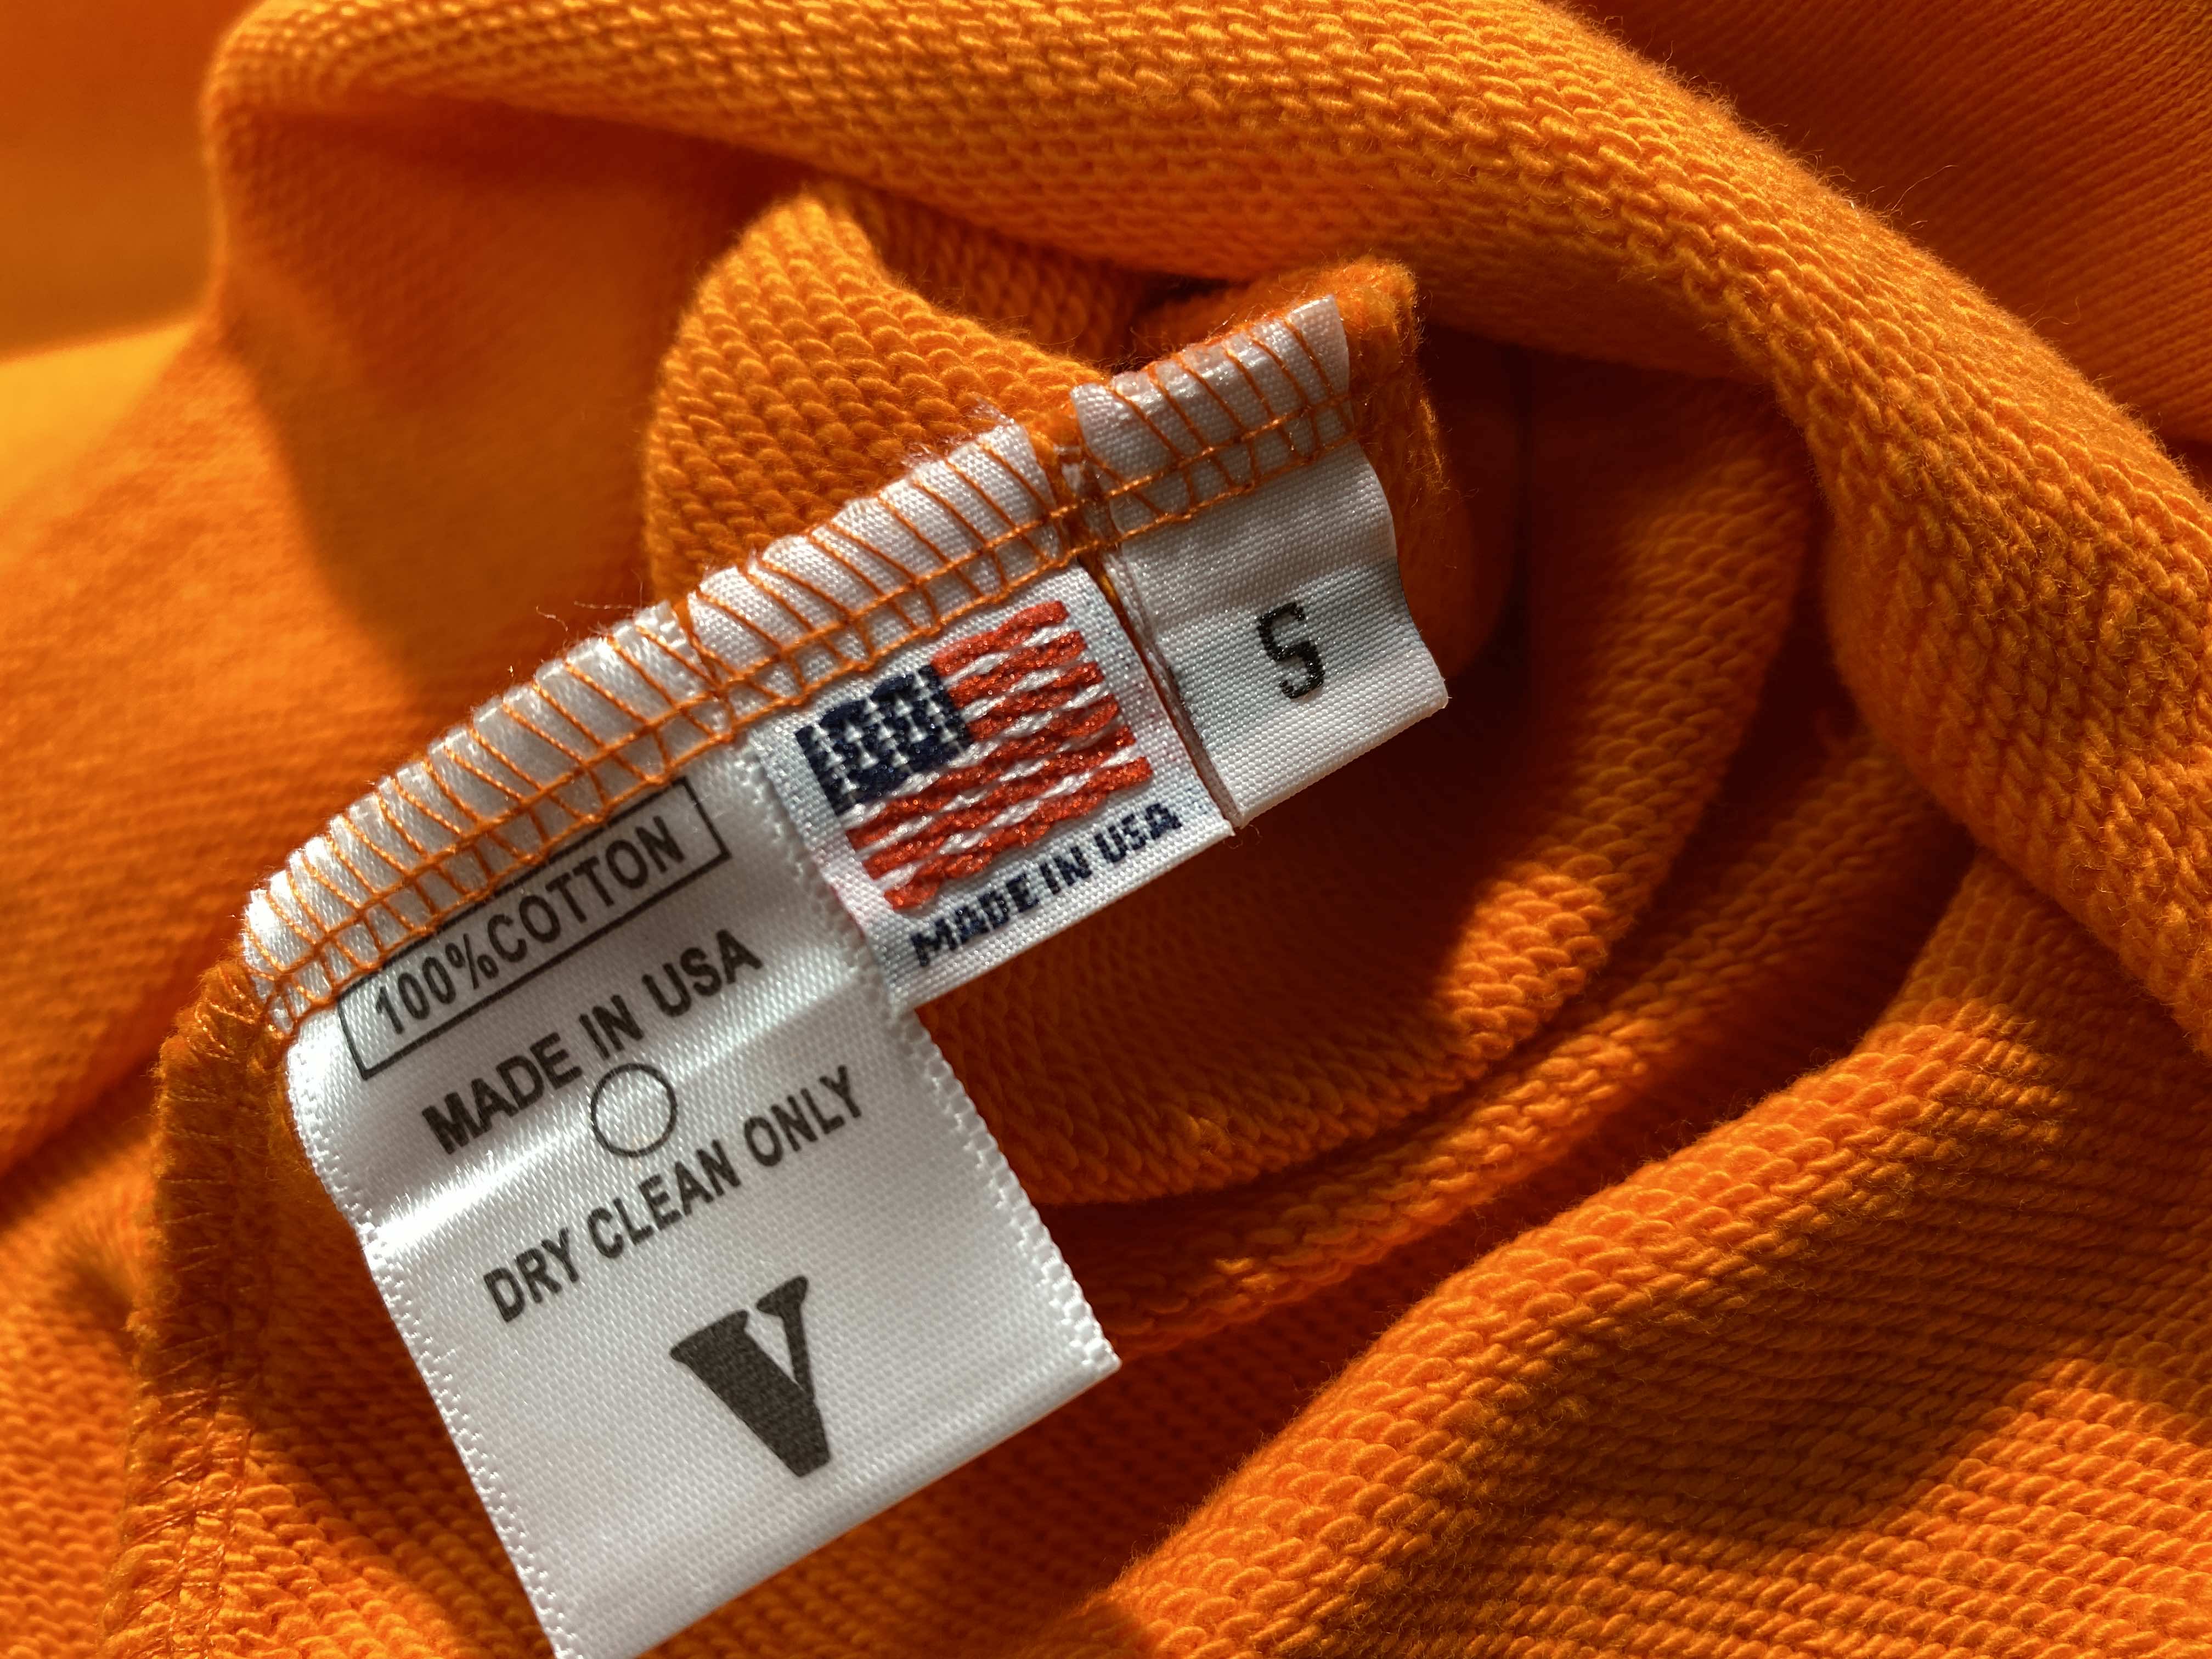 100%COTTON
MADE IN USA
DRY CLEAN ONLY
V
MADE IN USA
S